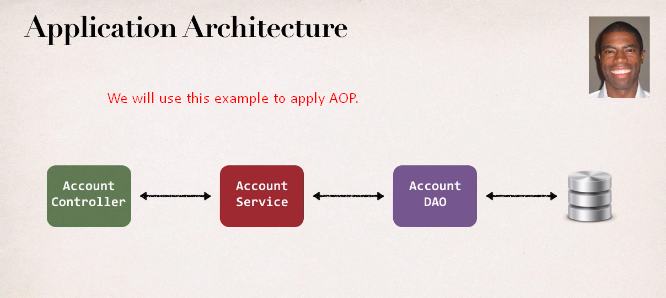 Application Architecture
We will use this example to apply AOP.
Account
Controller
Account
Service
Account
DAO